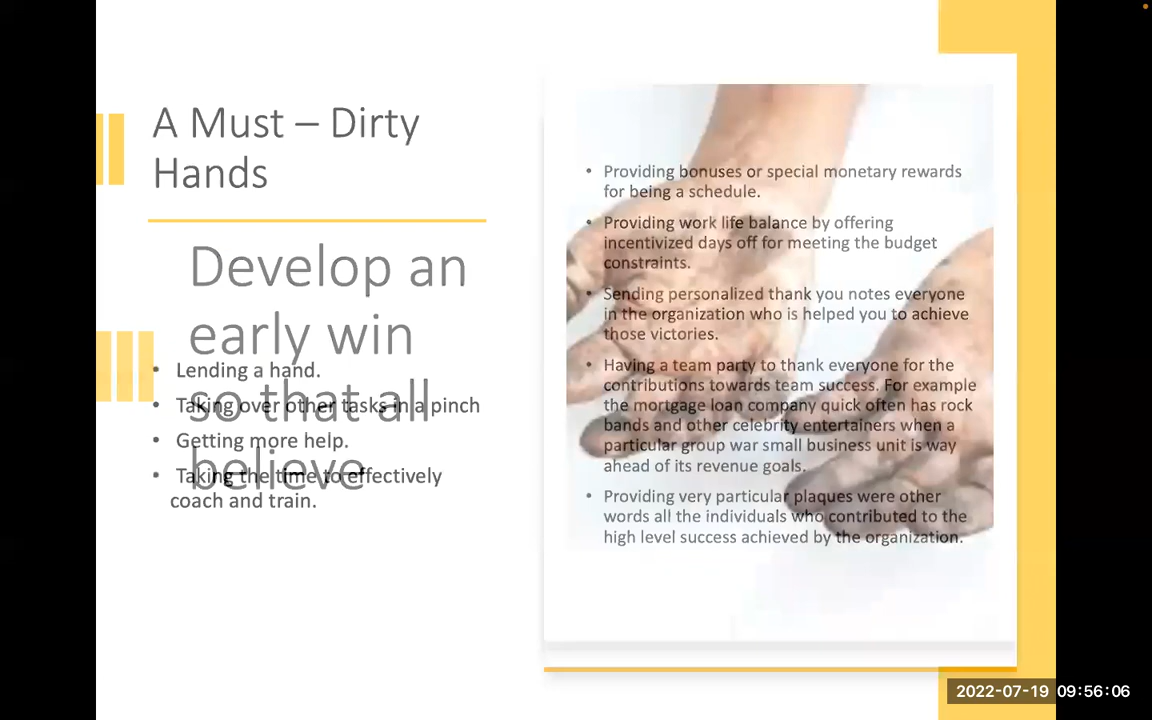 A Must – Dirty
Hands
Develop an
early win
so that all
believe
• Lending a hand.
• Taking over other tasks in a pinch
• Getting more help.
• Taking the time to effectively
coach and train.
• Providing bonuses or special monetary rewards
for being a schedule.
• Providing work life balance by offering
incentivized days off for meeting the budget
constraints.
• Sending personalized thank you notes everyone
in the organization who is helped you to achieve
those victories.
• Having a team party to thank everyone for the
contributions towards team success. For example
the mortgage loan company quick often has rock
bands and other celebrity entertainers when a
particular group war small business unit is way
ahead of its revenue goals.
• Providing very particular plaques were other
words all the individuals who contributed to the
high level success achieved by the organization.
2022-07-19 09:56:06